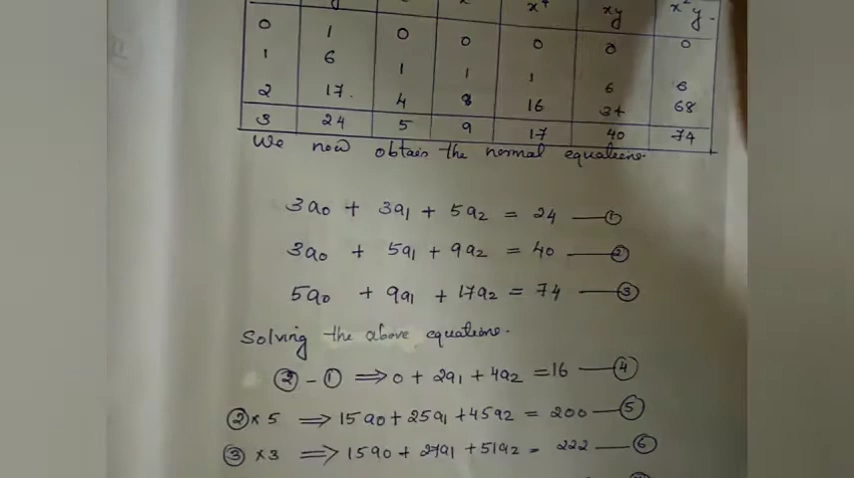 x⁴ xy x²y.
0 1 0 0 0 0 0
1 6 1 1 1 6 6
2 17. 4 8 16 34 68
3 24 5 9 17 40 74
We now obtain the normal equations.
3a₀ + 3a₁ + 5a₂ = 24 —①
3a₀ + 5a₁ + 9a₂ = 40 —②
5a₀ + 9a₁ + 17a₂ = 74 —③
Solving the above equations.
② - ① ⟹ 0 + 2a₁ + 4a₂ = 16 —④
② × 5 ⟹ 15a₀ + 25a₁ + 45a₂ = 200 —⑤
③ × 3 ⟹ 15a₀ + 27a₁ + 51a₂ = 222 —⑥